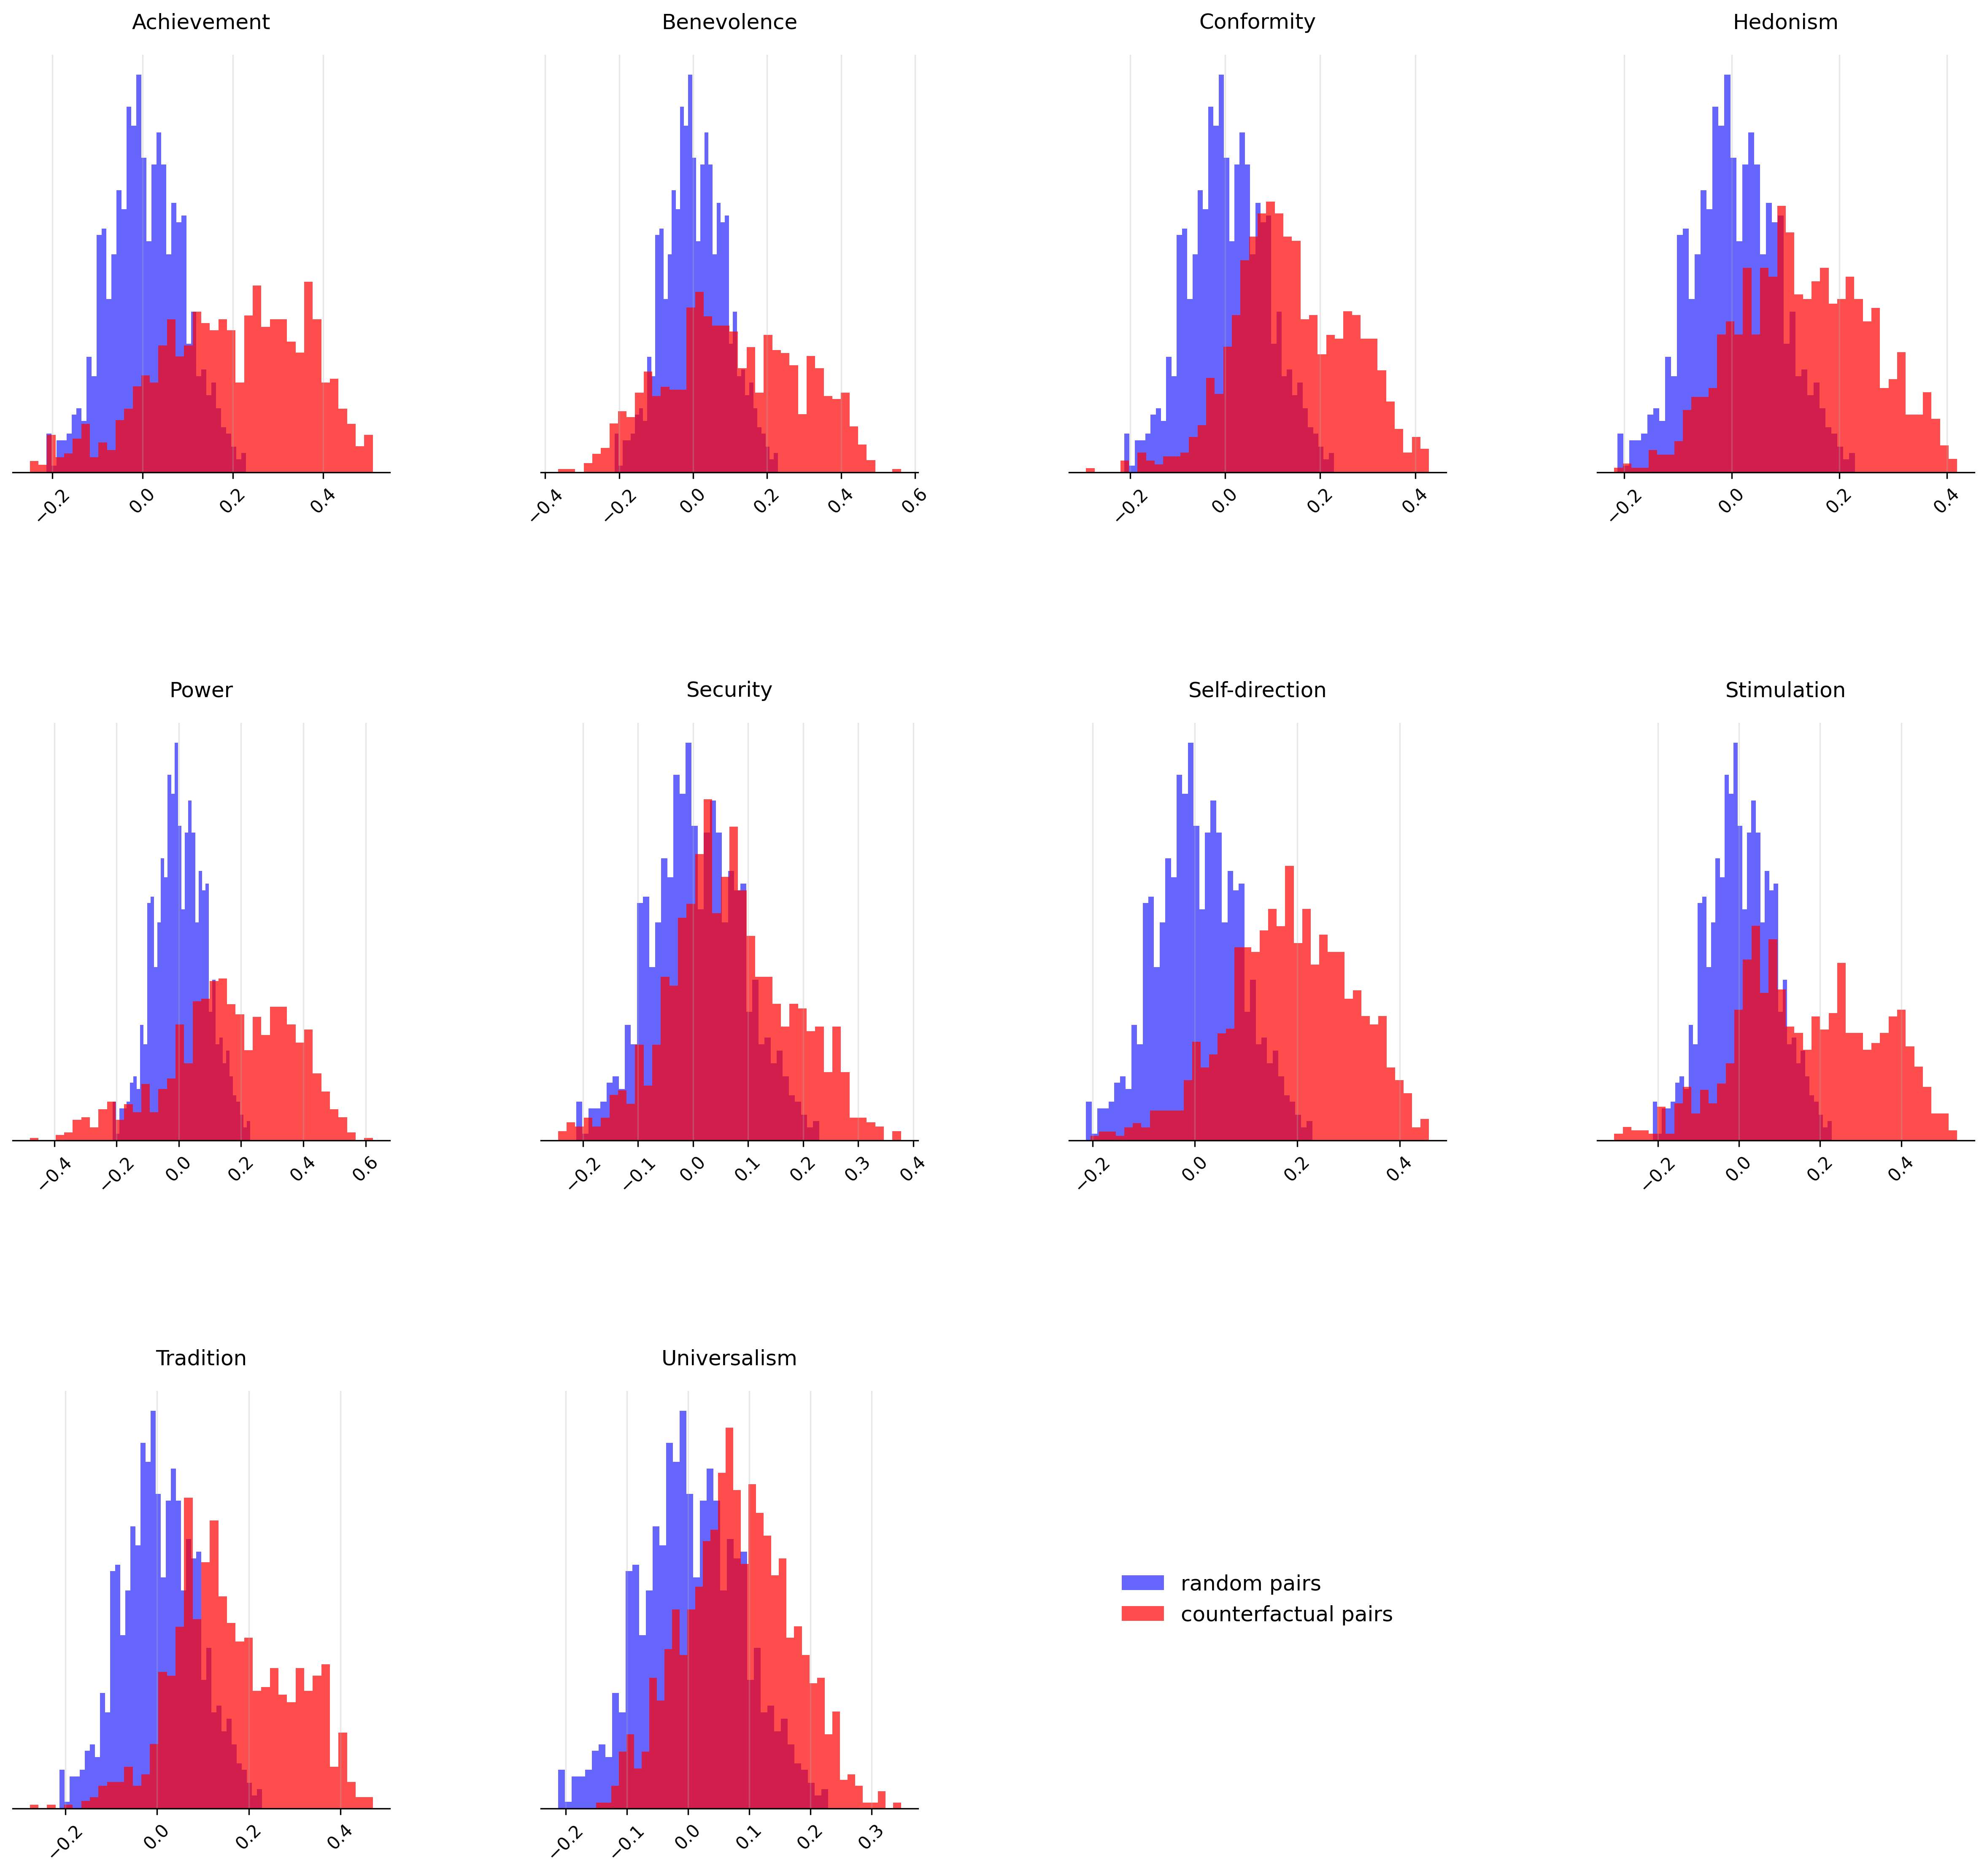 Achievement Benevolence Conformity Hedonism
−0.2 0.0 0.2 0.4 −0.4 −0.2 0.0 0.2 0.4 0.6 −0.2 0.0 0.2 0.4 −0.2 0.0 0.2 0.4
Power Security Self-direction Stimulation
−0.4 −0.2 0.0 0.2 0.4 0.6 −0.2 −0.1 0.0 0.1 0.2 0.3 0.4 −0.2 0.0 0.2 0.4 −0.2 0.0 0.2 0.4
Tradition Universalism
random pairs
counterfactual pairs
−0.2 0.0 0.2 0.4 −0.2 −0.1 0.0 0.1 0.2 0.3